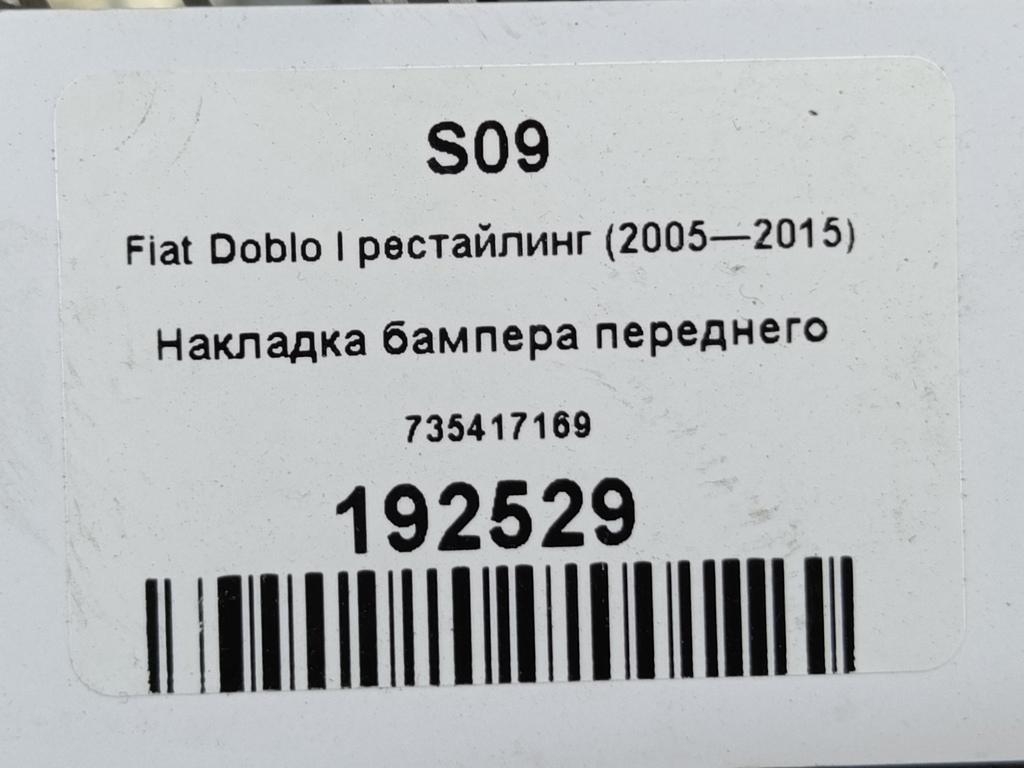 S09
Fiat Doblo I рестайлинг (2005—2015)
Накладка бампера переднего
735417169
192529